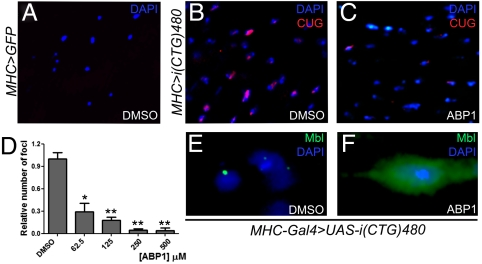 A
DAPI
DMSO
MHC>GFP
B
DAPI
CUG
DMSO
MHC>i(CTG)480
C
DAPI
CUG
ABP1
D
Relative number of foci
1.2
0.9
0.6
0.3
0.0
*
**
**
**
DMSO
62.5
125
250
500
[ABP1] μM
E
Mbl
DAPI
DMSO
F
Mbl
DAPI
ABP1
MHC-Gal4>UAS-i(CTG)480